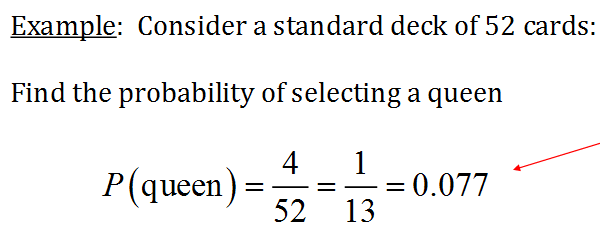 Example: Consider a standard deck of 52 cards:
Find the probability of selecting a queen
P(queen) = 4/52 = 1/13 = 0.077